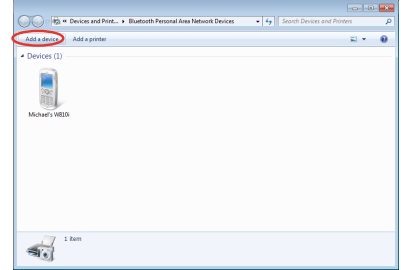 « Devices and Print... ▸ Bluetooth Personal Area Network Devices
Search Devices and Printers
Add a device Add a printer
Devices (1)
Michael's W810i
1 item